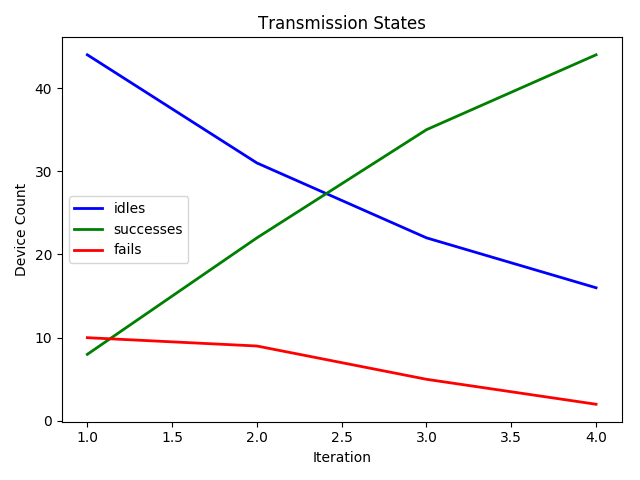 Transmission States
Device Count
40
30
20
10
0
idles
successes
fails
1.0 1.5 2.0 2.5 3.0 3.5 4.0
Iteration